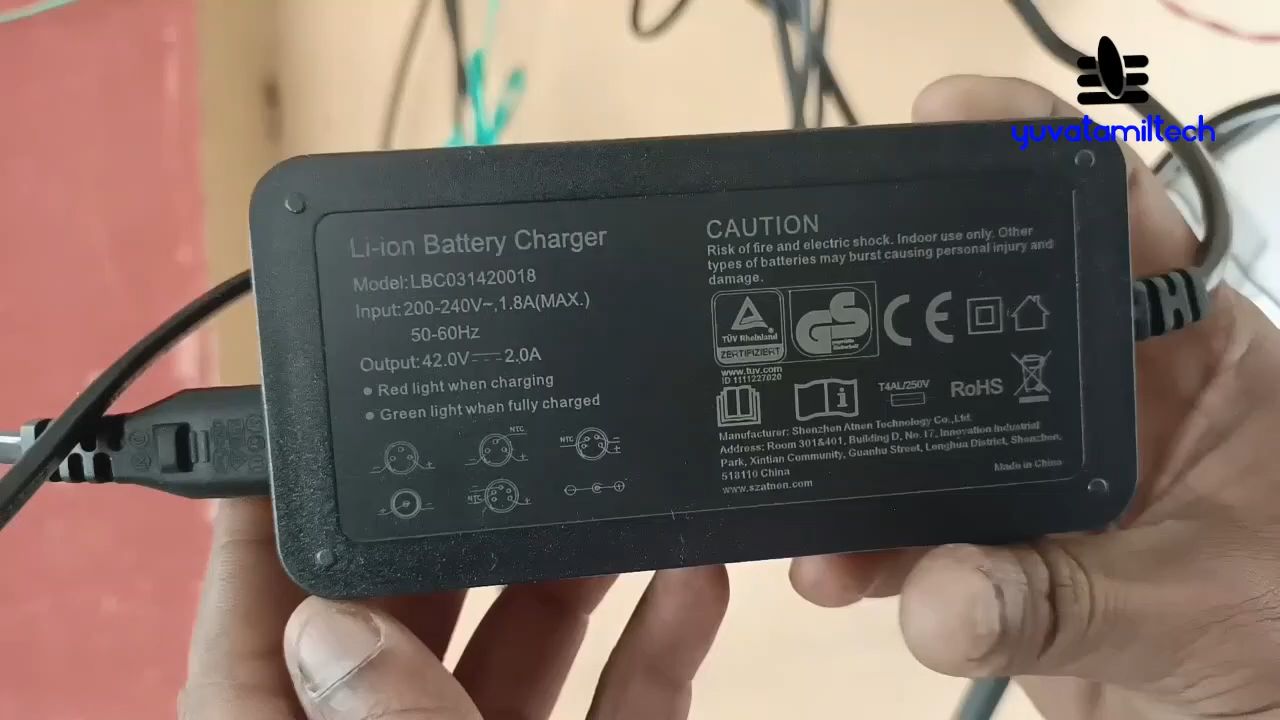 yuvatamiltech
Li-ion Battery Charger
Model:LBC031420018
Input:200-240V~,1.8A(MAX.)
50-60Hz
Output:42.0V⎓2.0A
● Red light when charging
● Green light when fully charged
NTC
NTC
NTC
CAUTION
Risk of fire and electric shock. Indoor use only. Other
types of batteries may burst causing personal injury and
damage.
TÜV Rheinland
ZERTIFIZIERT
GS
geprüfte
Sicherheit
CE
www.tuv.com
ID 1111227020
T4AL/250V
RoHS
Manufacturer: Shenzhen Atnen Technology Co.,Ltd.
Address: Room 301&401, Building D, No. 17, Innovation Industrial
Park, Xintian Community, Guanhu Street, Longhua District, Shenzhen,
518110 China
www.szatnen.com
Made in China